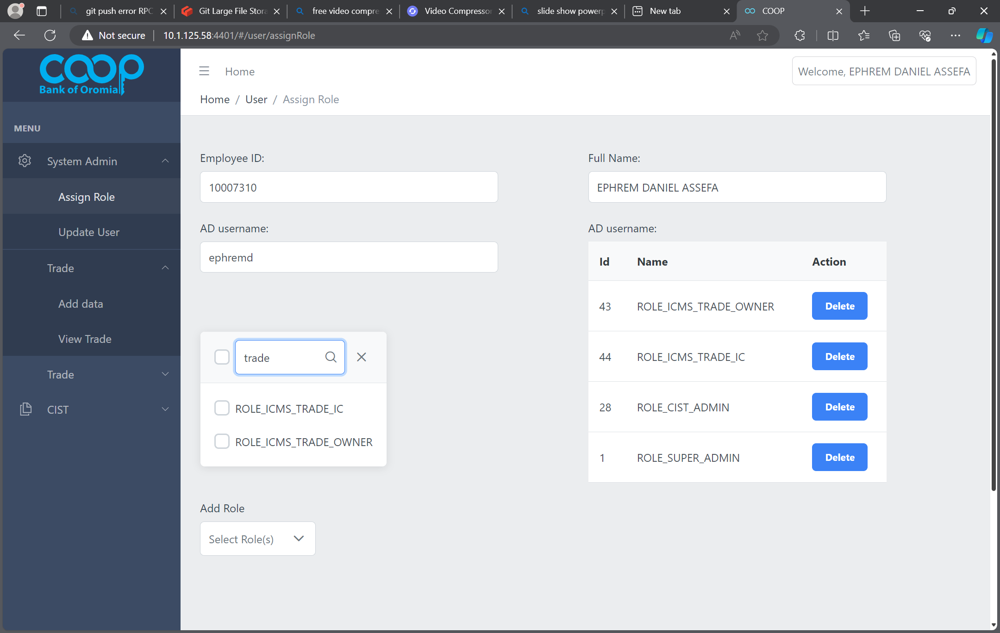 git push error RPC
Git Large File Stora
free video compre
Video Compressor
slide show powerp
New tab
COOP
Not secure
10.1.125.58:4401/#/user/assignRole
coop
Bank of Oromia
Home
Welcome, EPHREM DANIEL ASSEFA
Home / User / Assign Role
MENU
System Admin
Assign Role
Update User
Trade
Add data
View Trade
Trade
CIST
Employee ID:
10007310
Full Name:
EPHREM DANIEL ASSEFA
AD username:
ephremd
AD username:
Id Name Action
43 ROLE_ICMS_TRADE_OWNER Delete
44 ROLE_ICMS_TRADE_IC Delete
28 ROLE_CIST_ADMIN Delete
1 ROLE_SUPER_ADMIN Delete
trade
ROLE_ICMS_TRADE_IC
ROLE_ICMS_TRADE_OWNER
Add Role
Select Role(s)